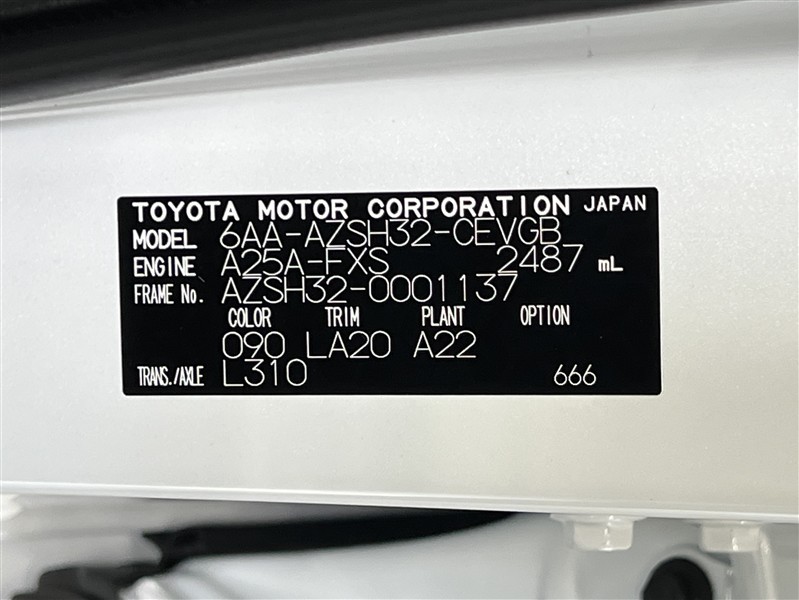 TOYOTA MOTOR CORPORATION JAPAN
MODEL 6AA-AZSH32-CEVGB
ENGINE A25A-FXS 2487 mL
FRAME No. AZSH32-0001137
COLOR TRIM PLANT OPTION
090 LA20 A22
TRANS./AXLE L310 666